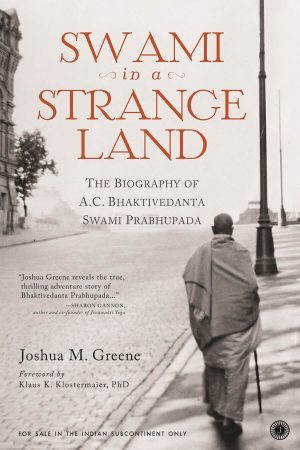 SWAMI
in a
STRANGE
LAND
THE BIOGRAPHY OF
A.C. BHAKTIVEDANTA
SWAMI PRABHUPADA
"Joshua Greene reveals the true,
thrilling adventure story of
Bhaktivedanta Prabhupada..."
—SHARON GANNON,
author and co-founder of Jivamukti Yoga
Joshua M. Greene
Foreword by
Klaus K. Klostermaier, PhD
FOR SALE IN THE INDIAN SUBCONTINENT ONLY